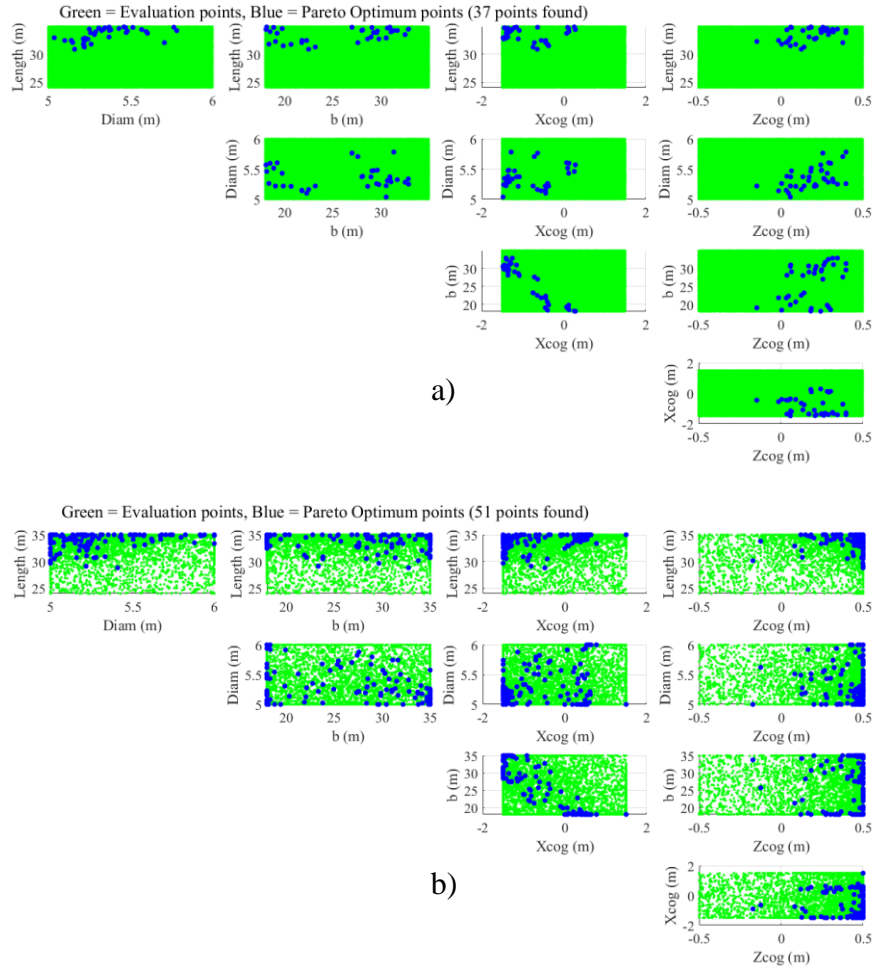 Green = Evaluation points, Blue = Pareto Optimum points (37 points found)
Length (m)
30
25
5
5.5
6
Diam (m)
Length (m)
30
25
20
25
30
b (m)
Length (m)
30
25
-2
0
2
Xcog (m)
Length (m)
30
25
-0.5
0
0.5
Zcog (m)
Diam (m)
6
5.5
5
20
25
30
b (m)
Diam (m)
6
5.5
5
-2
0
2
Xcog (m)
Diam (m)
6
5.5
5
-0.5
0
0.5
Zcog (m)
b (m)
30
25
20
-2
0
2
Xcog (m)
b (m)
30
25
20
-0.5
0
0.5
Zcog (m)
a)
Xcog (m)
2
0
-2
-0.5
0
0.5
Zcog (m)
Green = Evaluation points, Blue = Pareto Optimum points (51 points found)
Length (m)
35
30
25
5
5.5
6
Diam (m)
Length (m)
35
30
25
20
25
30
35
b (m)
Length (m)
35
30
25
-2
0
2
Xcog (m)
Length (m)
35
30
25
-0.5
0
0.5
Zcog (m)
Diam (m)
6
5.5
5
20
25
30
35
b (m)
Diam (m)
6
5.5
5
-2
0
2
Xcog (m)
Diam (m)
6
5.5
5
-0.5
0
0.5
Zcog (m)
b (m)
35
30
25
20
-2
0
2
Xcog (m)
b (m)
35
30
25
20
-0.5
0
0.5
Zcog (m)
b)
Xcog (m)
2
0
-2
-0.5
0
0.5
Zcog (m)